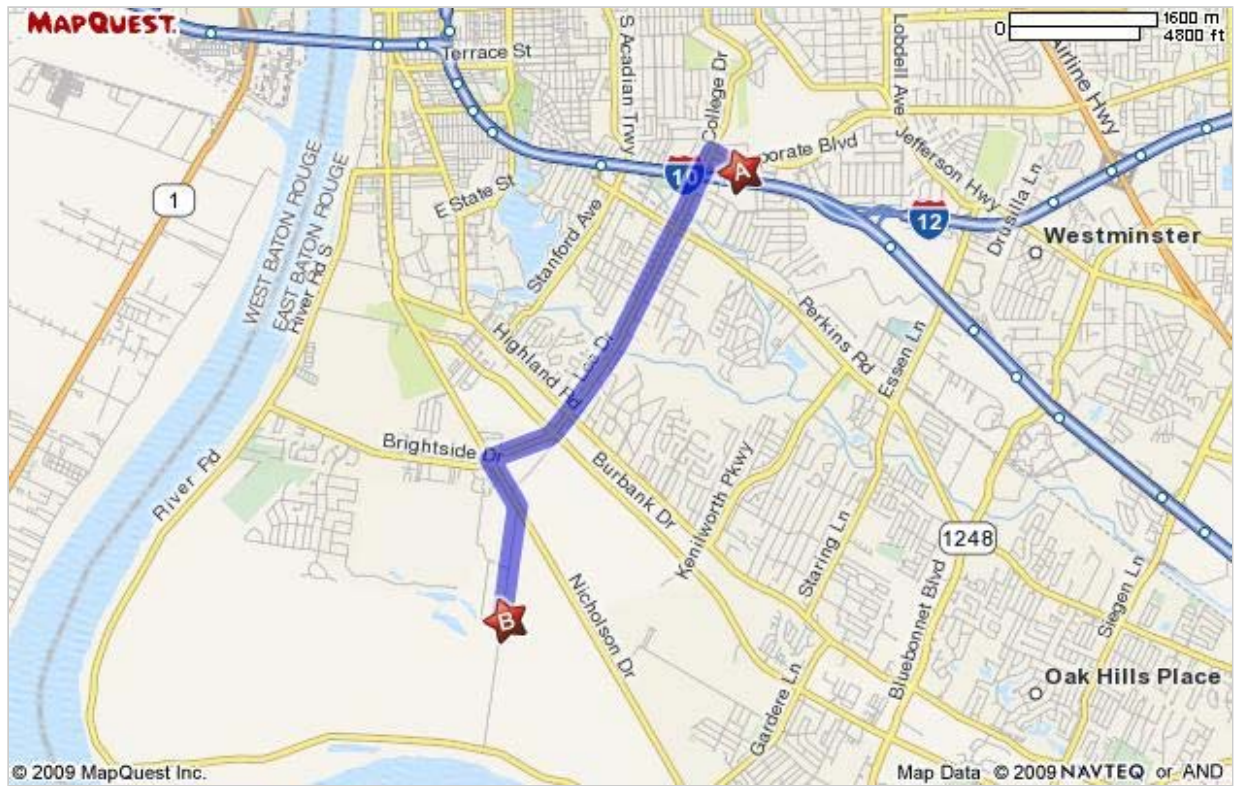 MAPQUEST.
0
1600 m
4800 ft
Terrace St
S Acadian Trwy
College Dr
Lobdell Ave
Airline Hwy
orate Blvd
Jefferson Hwy
Drusilla Ln
A
10
12
1
E State St
Stanford Ave
Westminster
WEST BATON ROUGE
EAST BATON ROUGE
River Rd S
Perkins Rd
Essen Ln
Highland Rd
Brightside Dr
River Rd
Burbank Dr
Kenilworth Pkwy
Staring Ln
1248
Bluebonnet Blvd
Siegen Ln
B
Nicholson Dr
Gardere Ln
Oak Hills Place
© 2009 MapQuest Inc.
Map Data © 2009 NAVTEQ or AND